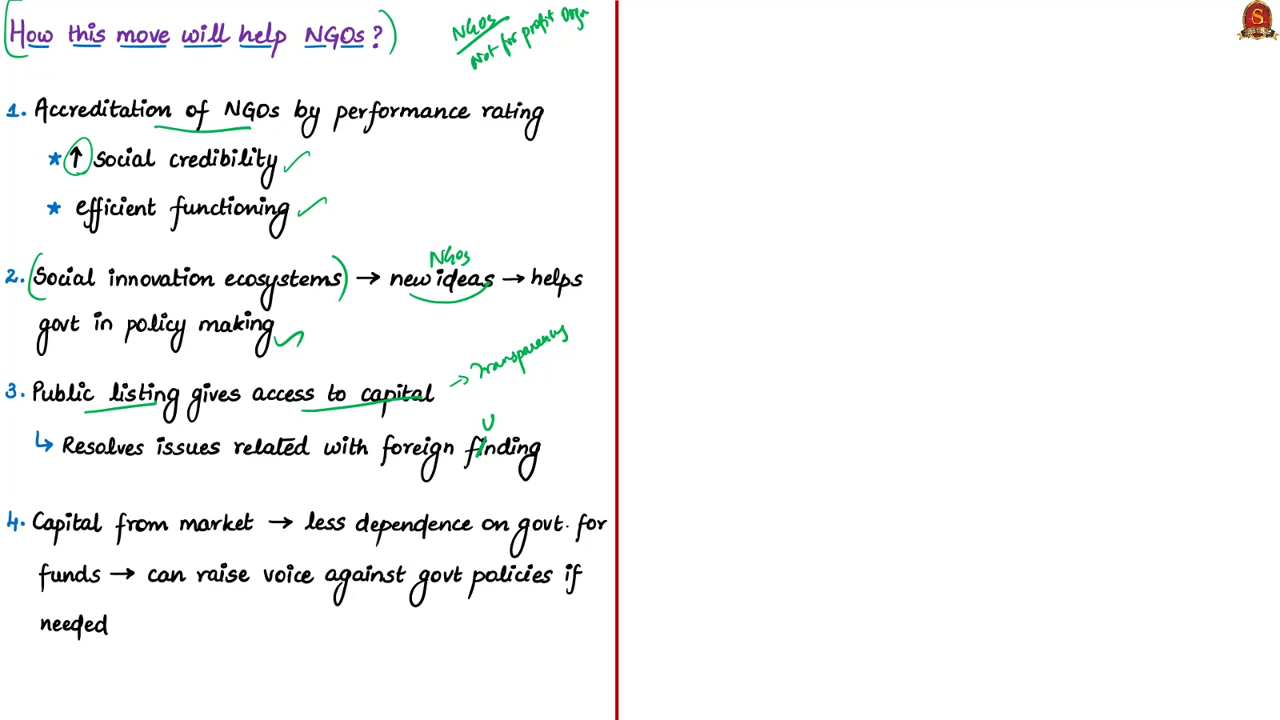 How this move will help NGOs?
NGOs
Not for profit Orgn
1. Accreditation of NGOs by performance rating
* ↑ Social credibility ✓
* efficient functioning ✓
NGOs
2. (Social innovation ecosystems) → new ideas → helps
govt in policy making ✓
→ Transparency
3. Public listing gives access to capital
U
↳ Resolves issues related with foreign finding
4. Capital from market → less dependence on govt. for
funds → can raise voice against govt policies if
needed
S